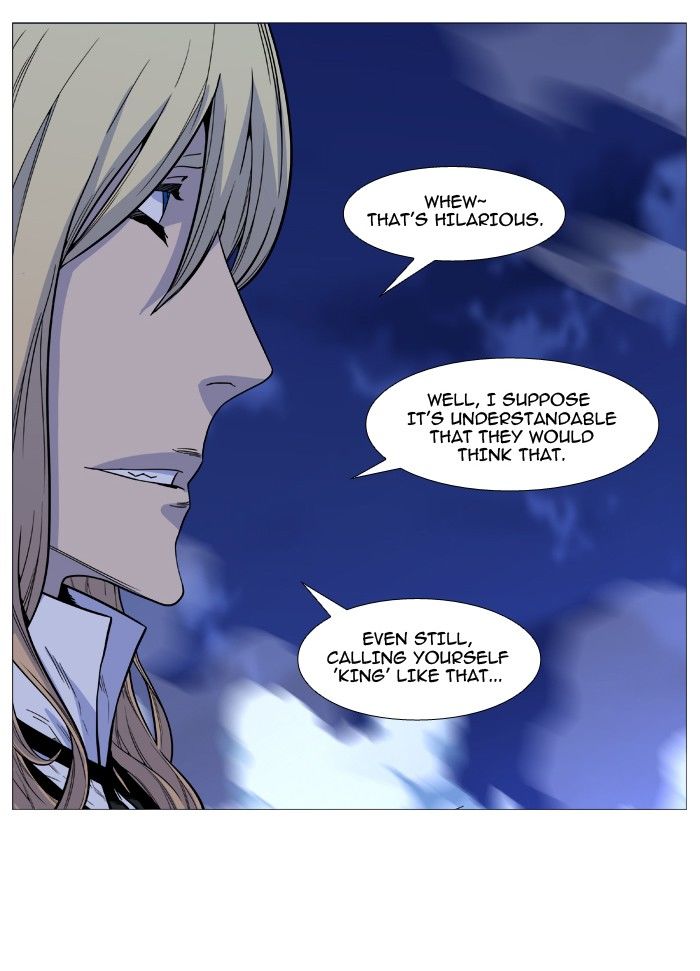 WHEW~
THAT'S HILARIOUS.
WELL, I SUPPOSE
IT'S UNDERSTANDABLE
THAT THEY WOULD
THINK THAT.
EVEN STILL,
CALLING YOURSELF
'KING' LIKE THAT...